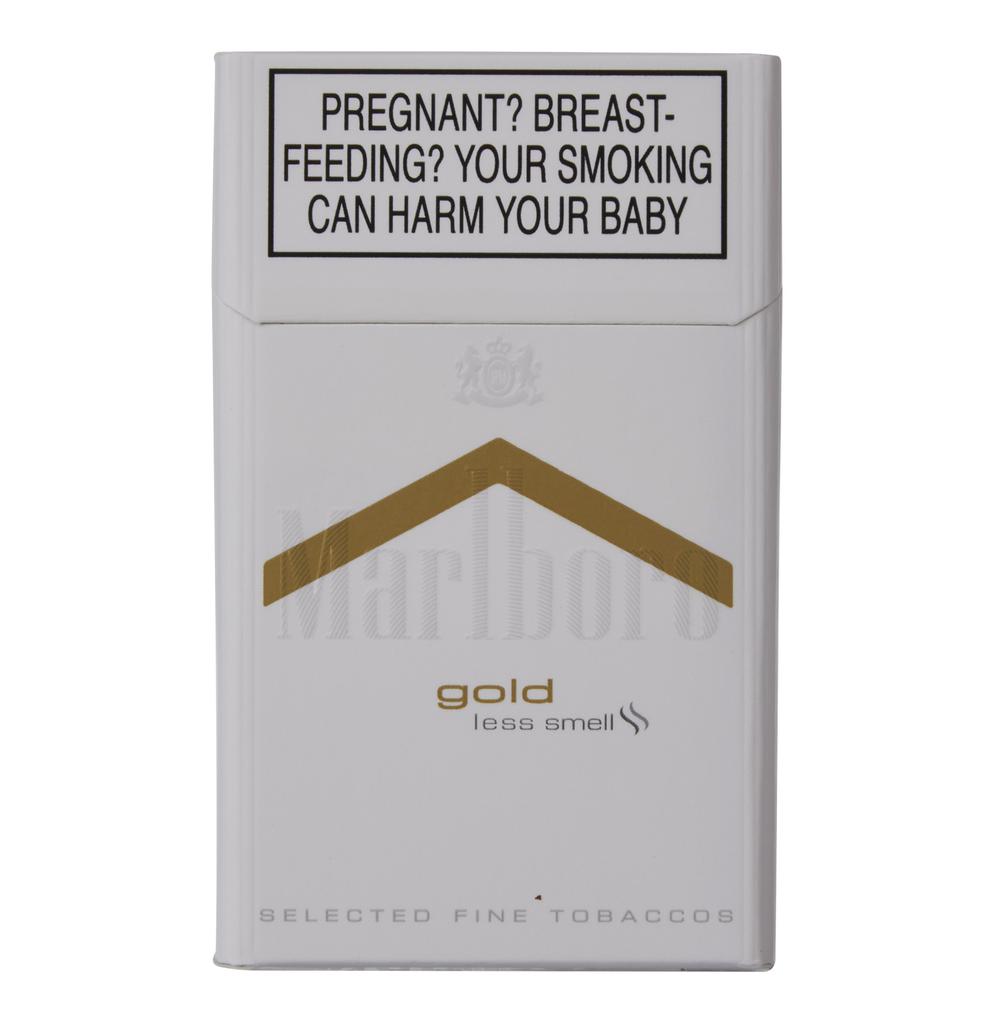 PREGNANT? BREAST-
FEEDING? YOUR SMOKING
CAN HARM YOUR BABY
Marlboro
gold
less smell
SELECTED FINE TOBACCOS